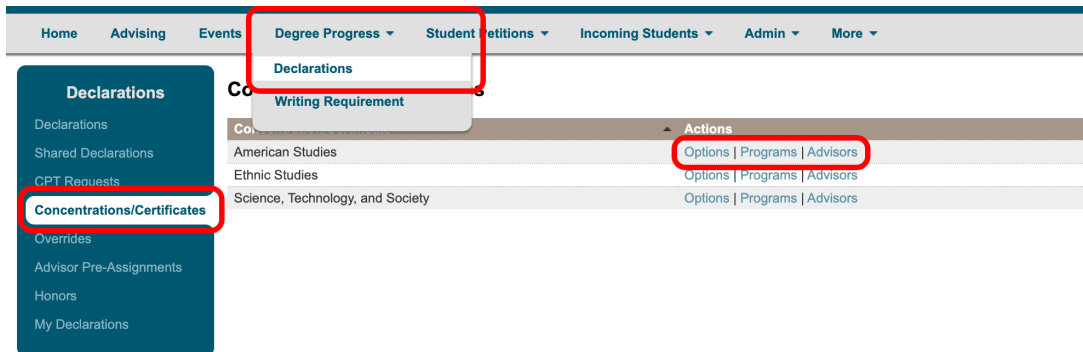 Home Advising Events Degree Progress Student Petitions Incoming Students Admin More
Declarations
Writing Requirement
Declarations
Declarations
Shared Declarations
CPT Requests
Concentrations/Certificates
Overrides
Advisor Pre-Assignments
Honors
My Declarations
Actions
American Studies Options | Programs | Advisors
Ethnic Studies Options | Programs | Advisors
Science, Technology, and Society Options | Programs | Advisors